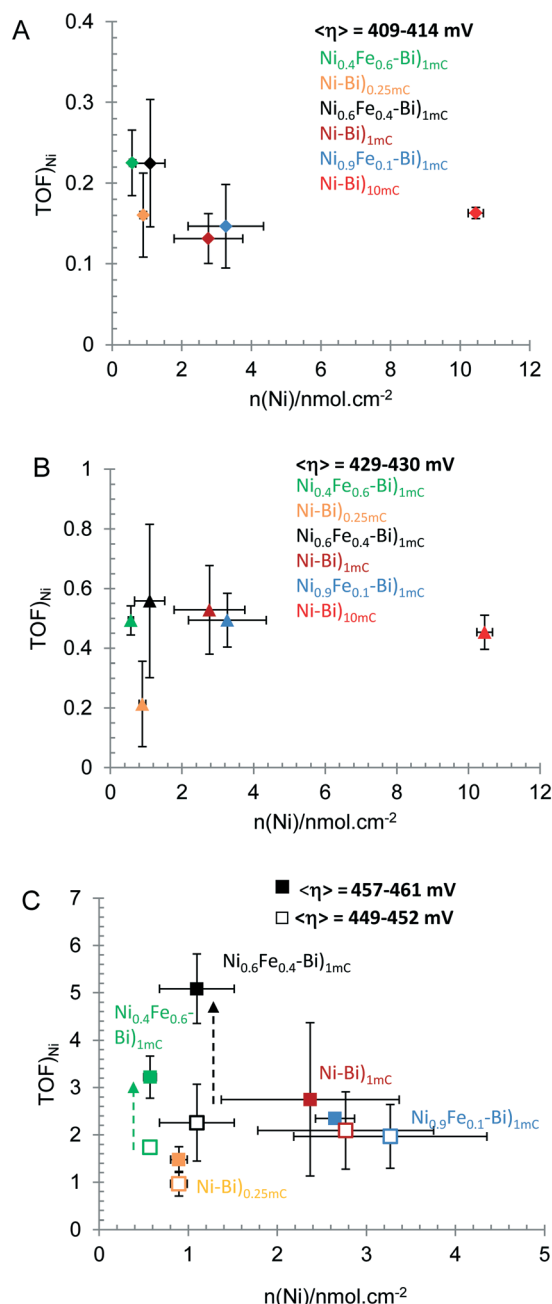 A
<η> = 409-414 mV
Ni0.4Fe0.6-Bi)1mC
Ni-Bi)0.25mC
Ni0.6Fe0.4-Bi)1mC
Ni-Bi)1mC
Ni0.9Fe0.1-Bi)1mC
Ni-Bi)10mC
TOF)Ni
0.4
0.3
0.2
0.1
0
0 2 4 6 8 10 12
n(Ni)/nmol.cm-2
B
<η> = 429-430 mV
Ni0.4Fe0.6-Bi)1mC
Ni-Bi)0.25mC
Ni0.6Fe0.4-Bi)1mC
Ni-Bi)1mC
Ni0.9Fe0.1-Bi)1mC
Ni-Bi)10mC
TOF)Ni
1
0.8
0.6
0.4
0.2
0
0 2 4 6 8 10 12
n(Ni)/nmol.cm-2
C
<η> = 457-461 mV
<η> = 449-452 mV
TOF)Ni
7
6
5
4
3
2
1
0
Ni0.6Fe0.4-Bi)1mC
Ni0.4Fe0.6-
Bi)1mC
Ni-Bi)1mC
Ni0.9Fe0.1-Bi)1mC
Ni-Bi)0.25mC
0 1 2 3 4 5
n(Ni)/nmol.cm-2